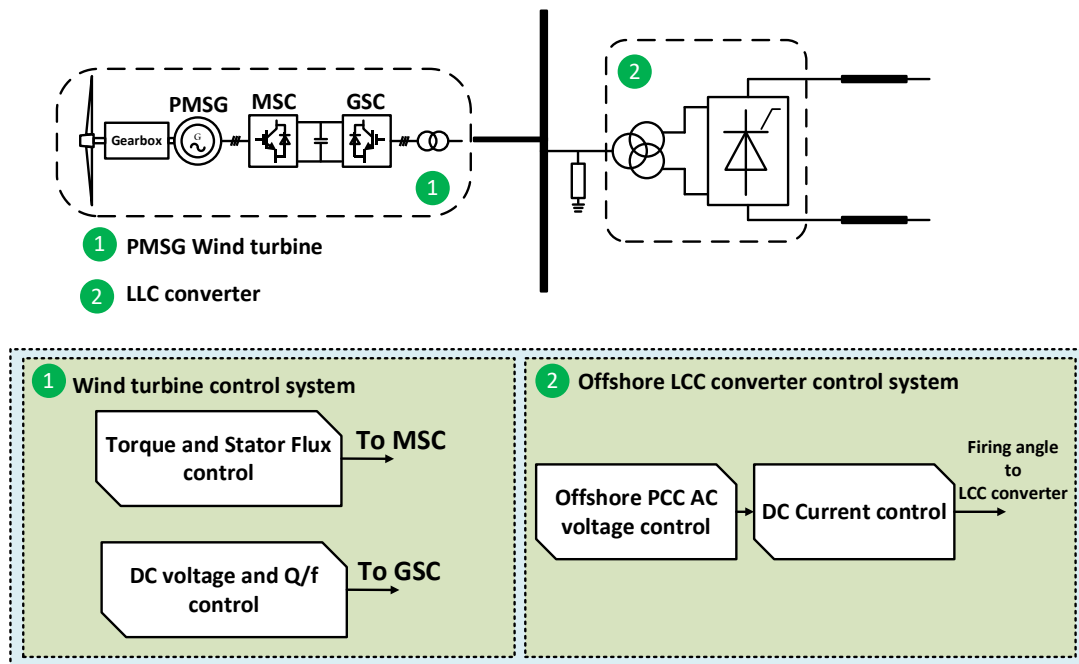 2
PMSG
MSC
GSC
Gearbox
G
1
1 PMSG Wind turbine
2 LLC converter
1 Wind turbine control system
Torque and Stator Flux
control
To MSC
DC voltage and Q/f
control
To GSC
2 Offshore LCC converter control system
Offshore PCC AC
voltage control
DC Current control
Firing angle
to
LCC converter